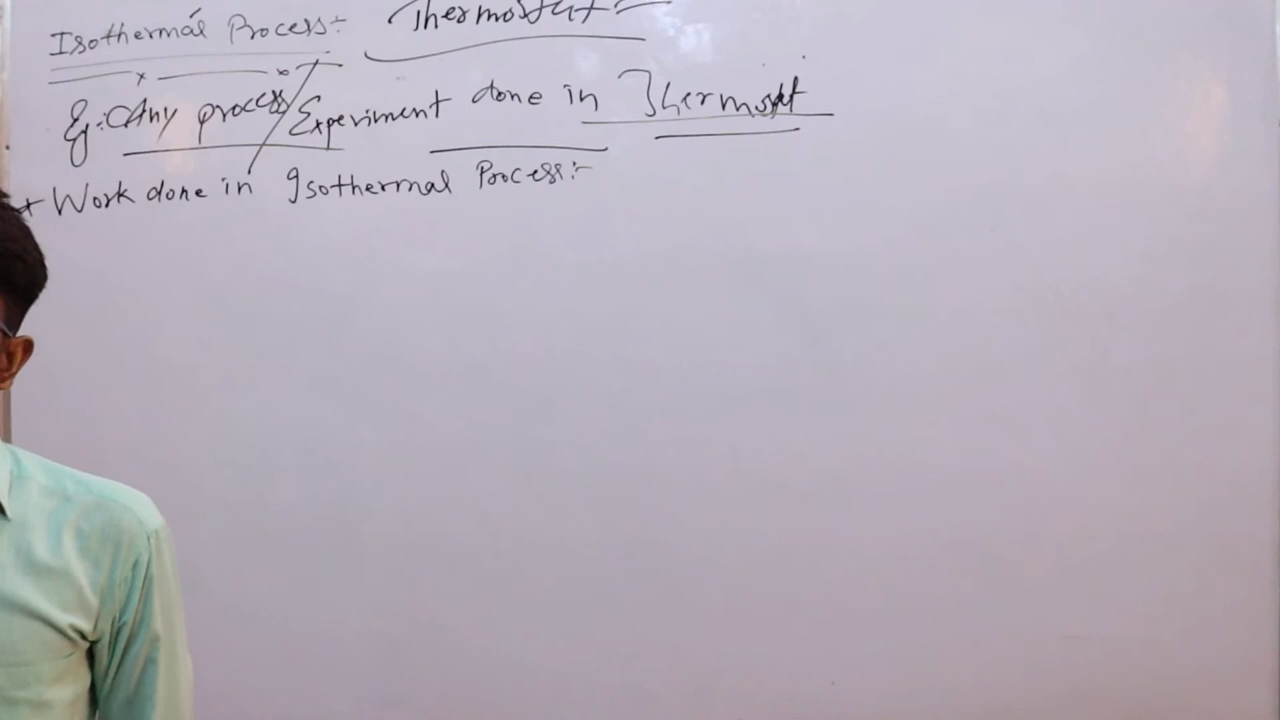 Isothermal Process:- Thermostat
Eg:- Any process/Experiment done in Thermostat
* Work done in Isothermal Process:-